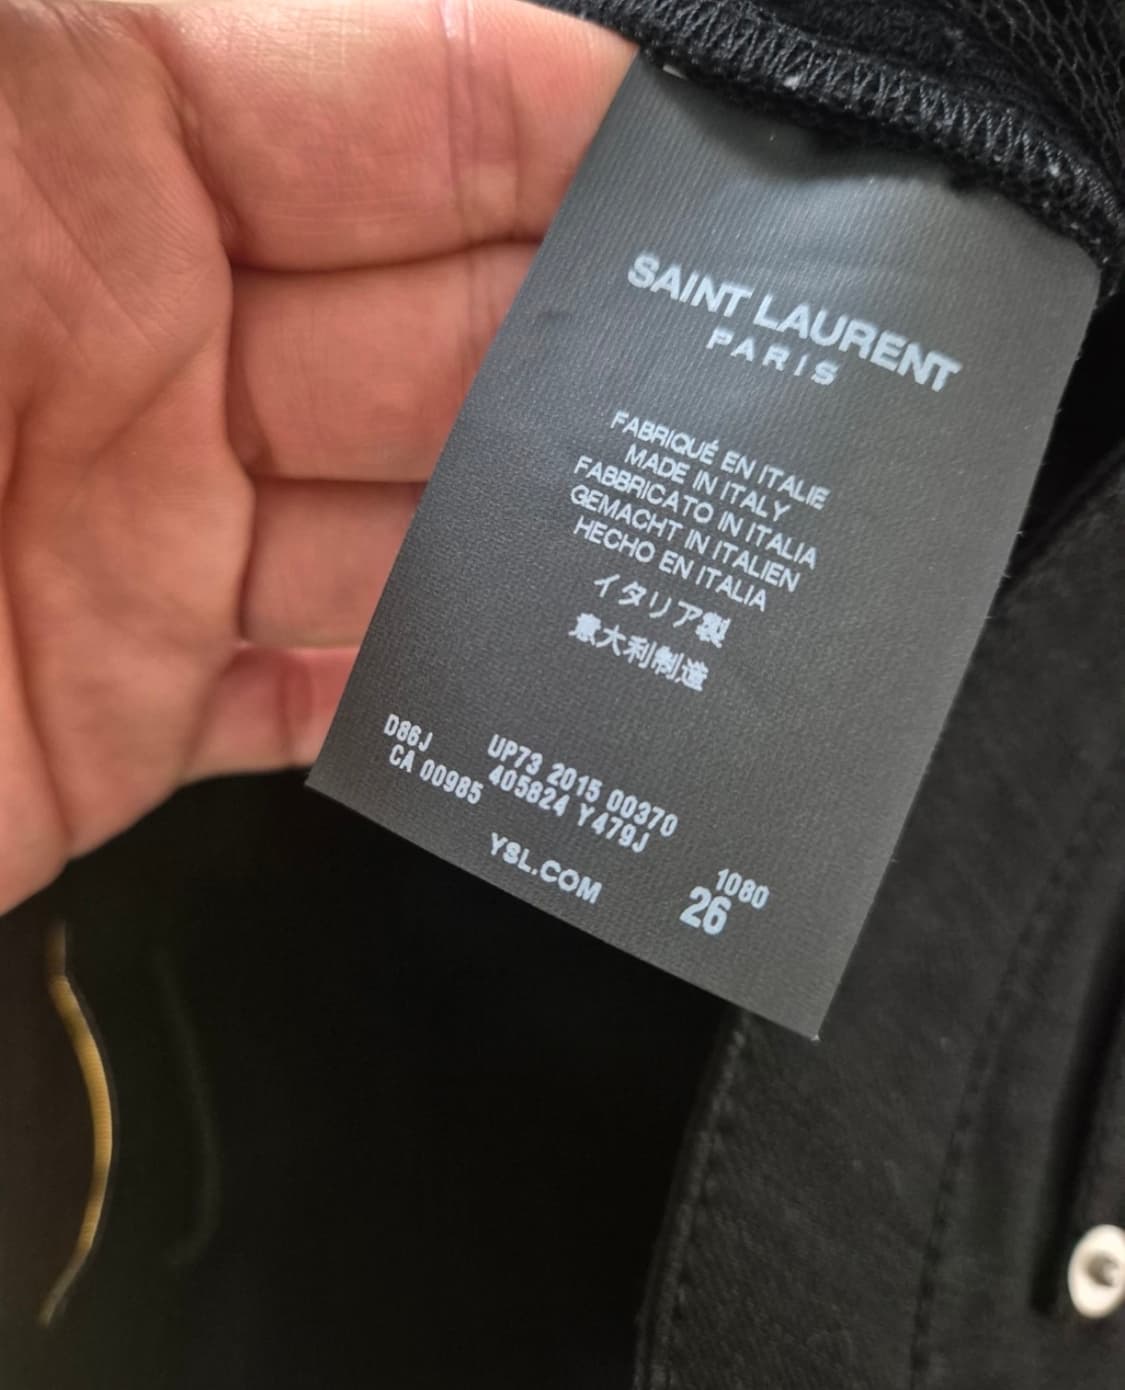 SAINT LAURENT
PARIS
FABRIQUÉ EN ITALIE
MADE IN ITALY
FABBRICATO IN ITALIA
GEMACHT IN ITALIEN
HECHO EN ITALIA
イタリア製
意大利制造
D86J UP73 2015 00370
CA 00985 405824 Y479J
YSL.COM
1080
26